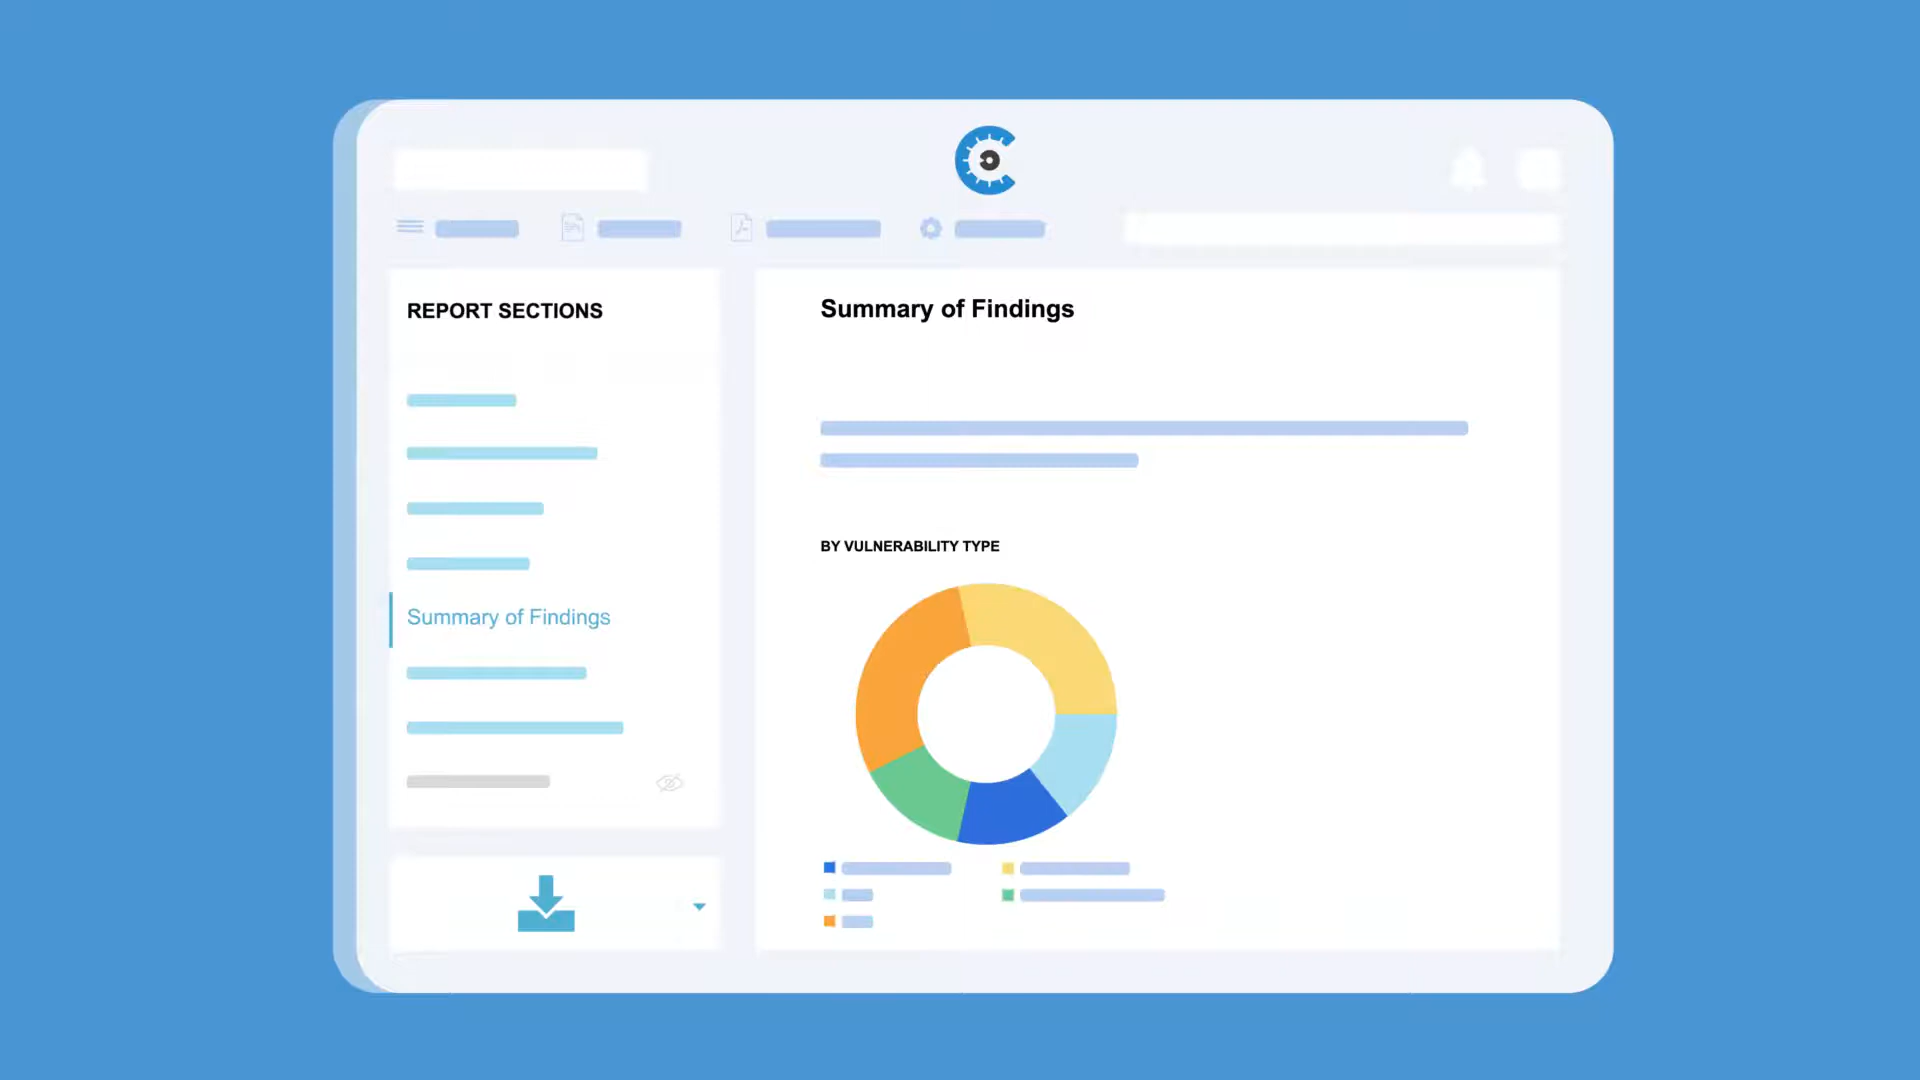 REPORT SECTIONS
Summary of Findings
Summary of Findings
BY VULNERABILITY TYPE